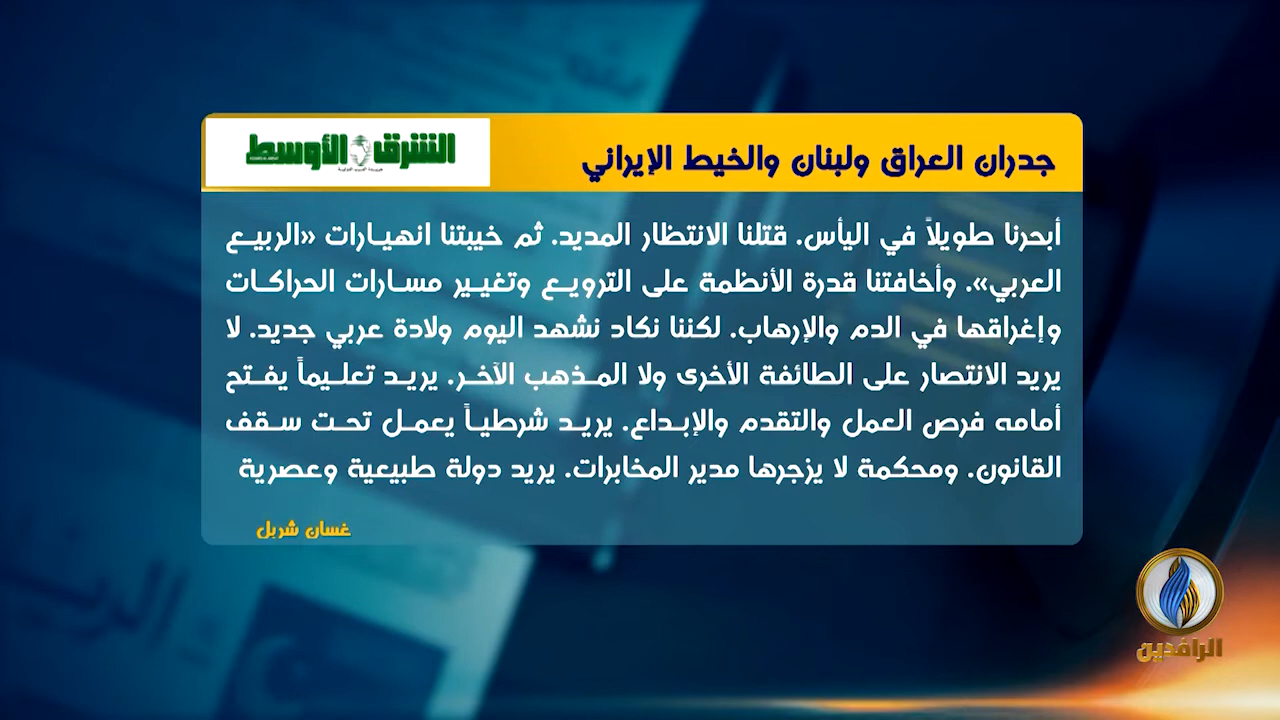 الشرق الأوسط
جدران العراق ولبنان والخيط الإيراني
أبحرنا طويلاً في اليأس. قتلنا الانتظار المديد. ثم خيبتنا انهيارات «الربيع
العربي». وأخافتنا قدرة الأنظمة على الترويع وتغيير مسارات الحراكات
وإغراقها في الدم والإرهاب. لكننا نكاد نشهد اليوم ولادة عربي جديد. لا
يريد الانتصار على الطائفة الأخرى ولا المذهب الآخر. يريد تعليماً يفتح
أمامه فرص العمل والتقدم والإبداع. يريد شرطياً يعمل تحت سقف
القانون. ومحكمة لا يزجرها مدير المخابرات. يريد دولة طبيعية وعصرية
غسان شربل
الرافدين